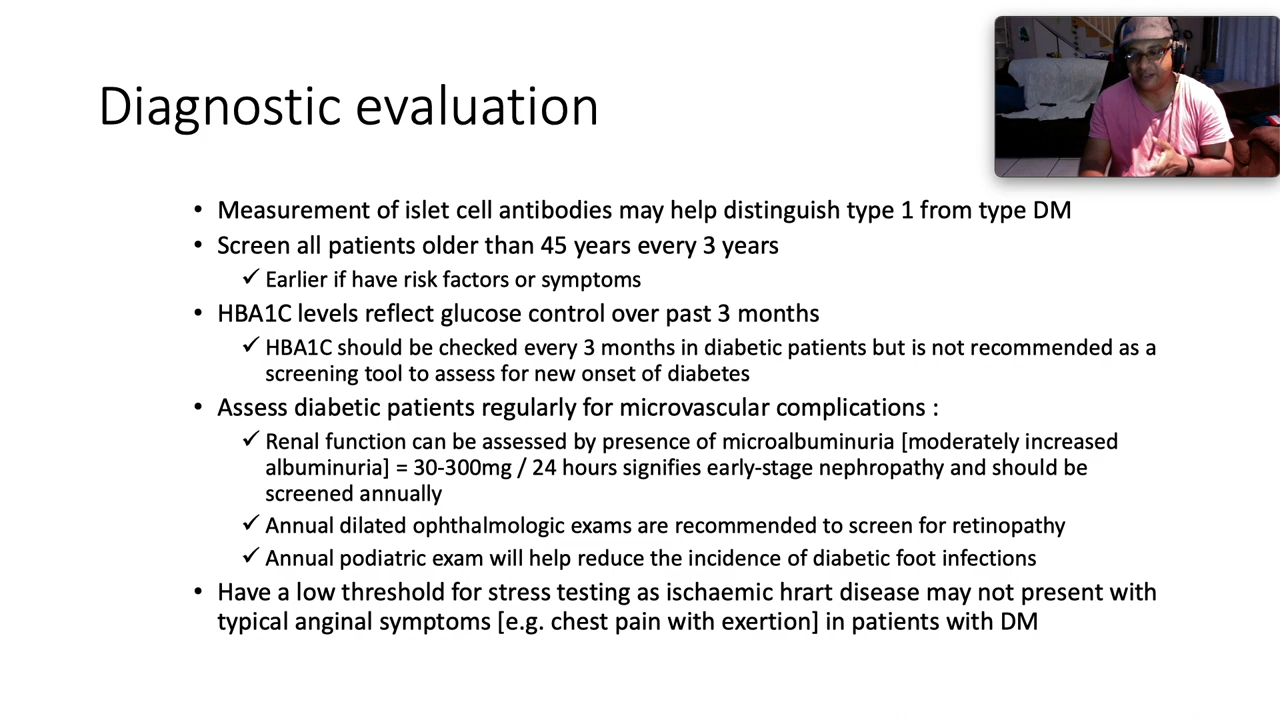 Diagnostic evaluation
• Measurement of islet cell antibodies may help distinguish type 1 from type DM
• Screen all patients older than 45 years every 3 years
✓ Earlier if have risk factors or symptoms
• HBA1C levels reflect glucose control over past 3 months
✓ HBA1C should be checked every 3 months in diabetic patients but is not recommended as a
screening tool to assess for new onset of diabetes
• Assess diabetic patients regularly for microvascular complications :
✓ Renal function can be assessed by presence of microalbuminuria [moderately increased
albuminuria] = 30-300mg / 24 hours signifies early-stage nephropathy and should be
screened annually
✓ Annual dilated ophthalmologic exams are recommended to screen for retinopathy
✓ Annual podiatric exam will help reduce the incidence of diabetic foot infections
• Have a low threshold for stress testing as ischaemic hrart disease may not present with
typical anginal symptoms [e.g. chest pain with exertion] in patients with DM